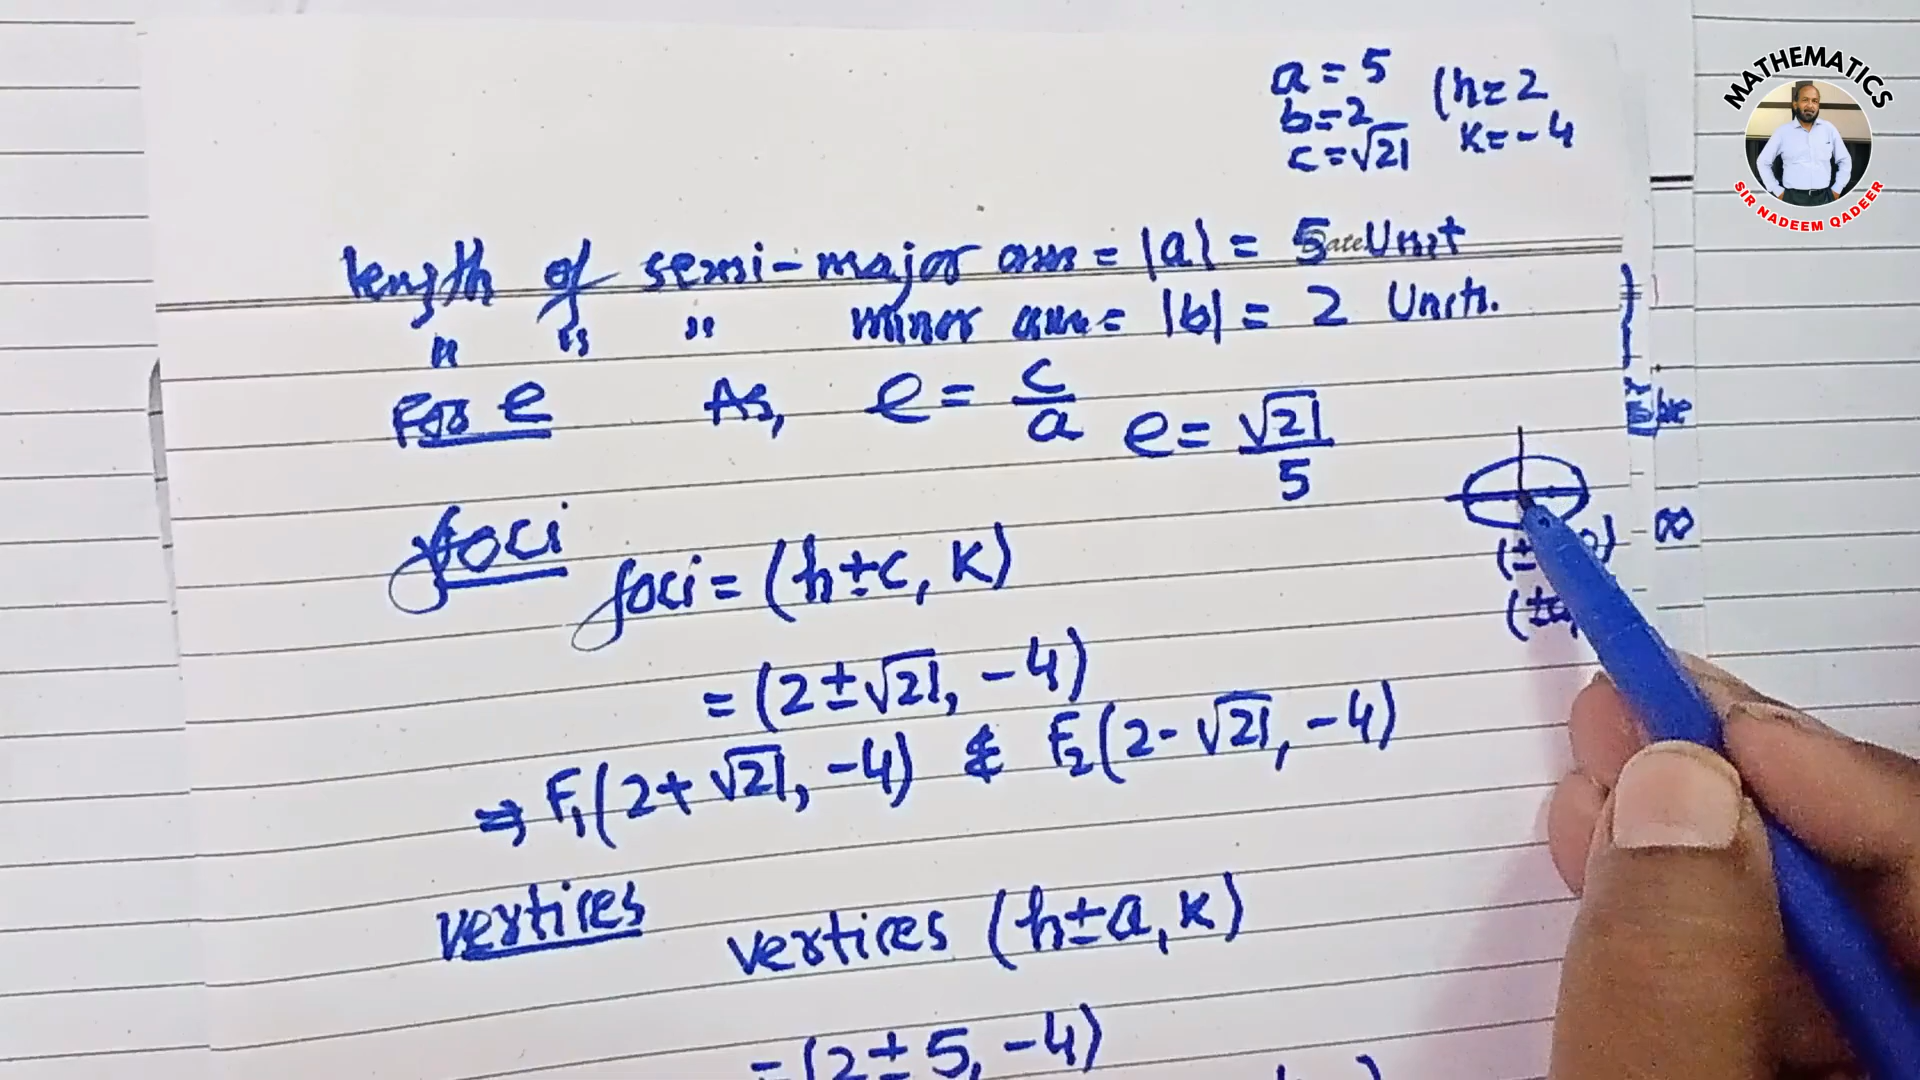 a = 5
b = 2
c = √21
(h = 2
k = - 4
MATHEMATICS
SIR NADEEM QADEER
length of semi-major axis = |a| = 5 Unit
" " " minor axis = |b| = 2 Units.
For e As, e = c/a e = √21/5
foci
foci = (h±c, k)
= (2±√21, -4)
⇒ F₁(2+√21, -4) & F₂(2-√21, -4)
vertices
vertices (h±a, k)
= (2±5, -4)